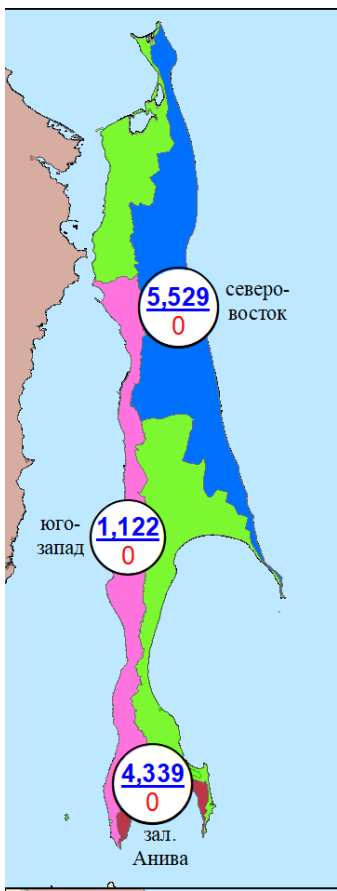 5,529
0
северо-
восток
юго-
запад
1,122
0
4,339
0
зал.
Анива